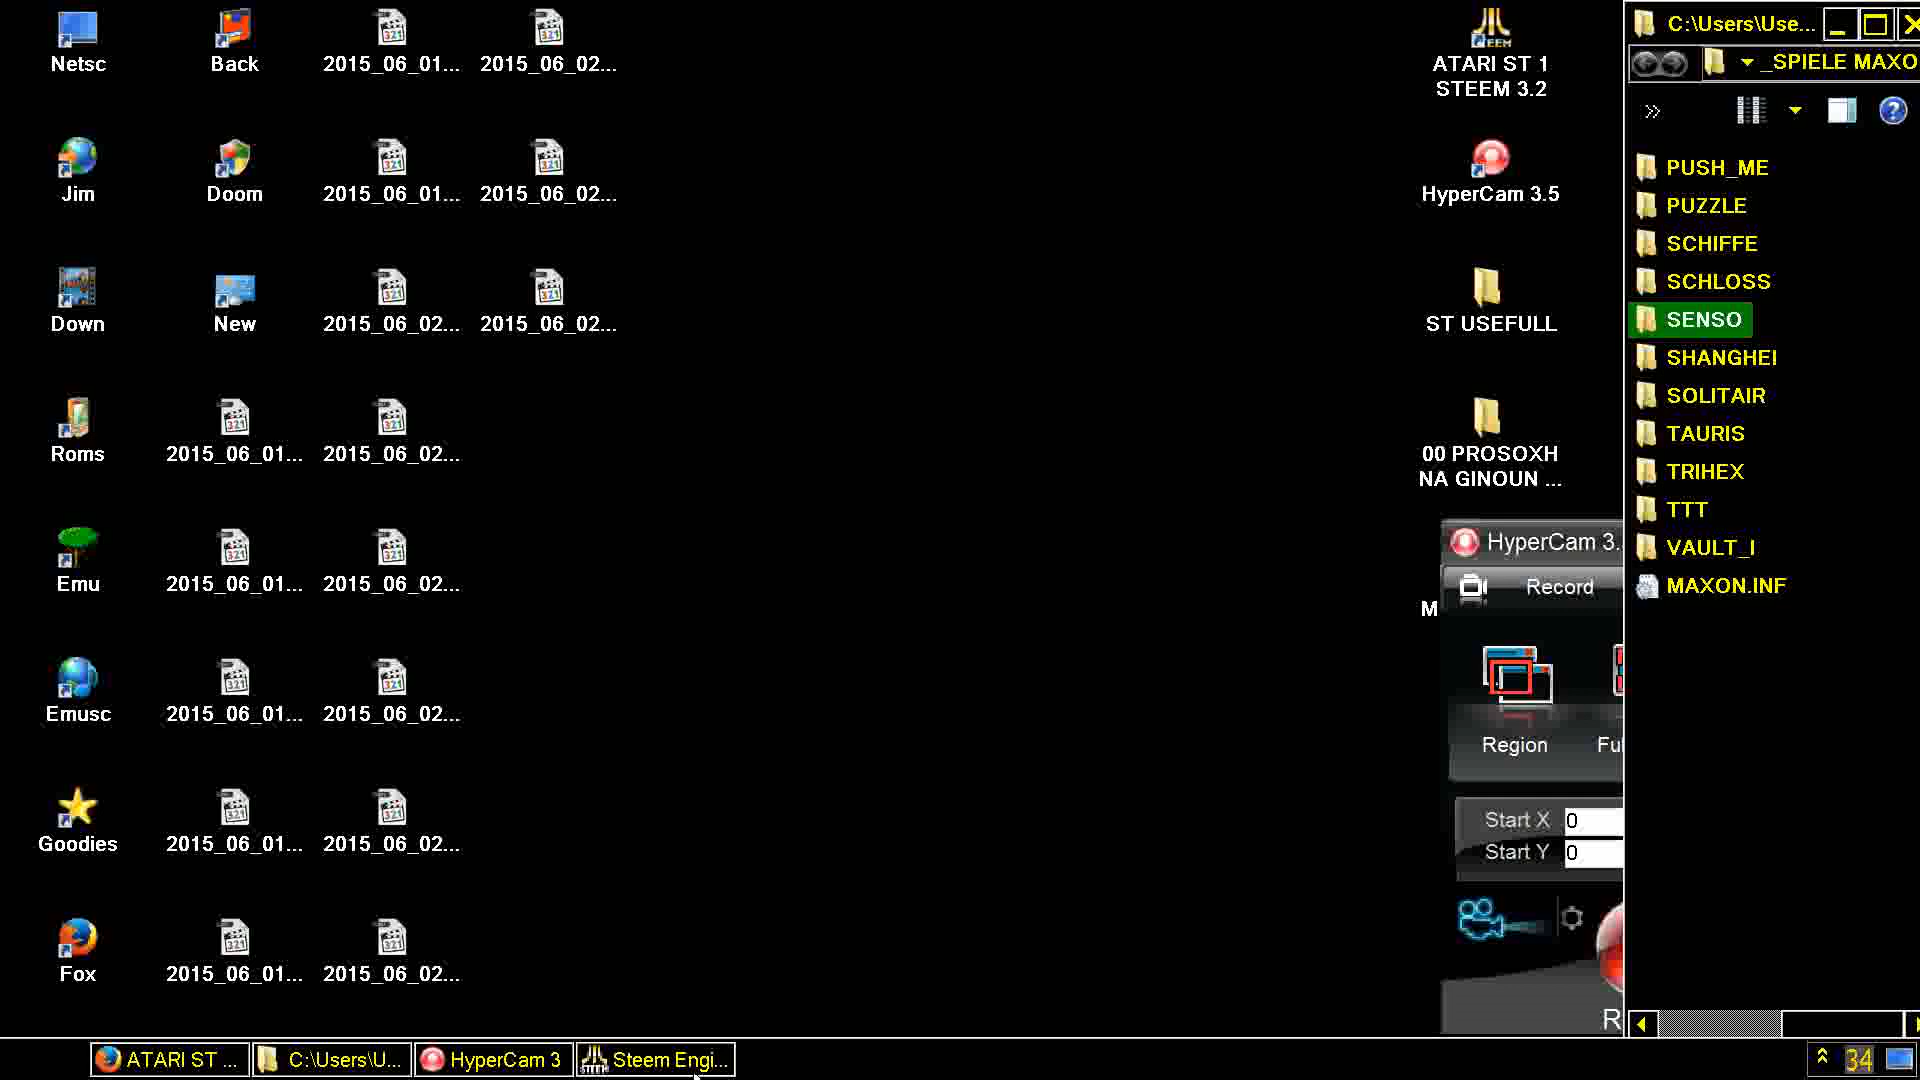 Netsc
Back
2015_06_01...
2015_06_02...
Jim
Doom
2015_06_01...
2015_06_02...
Down
New
2015_06_02...
2015_06_02...
Roms
2015_06_01...
2015_06_02...
Emu
2015_06_01...
2015_06_02...
Emusc
2015_06_01...
2015_06_02...
Goodies
2015_06_01...
2015_06_02...
Fox
2015_06_01...
2015_06_02...
ATARI ST 1
STEEM 3.2
HyperCam 3.5
ST USEFULL
00 PROSOXH
NA GINOUN ...
M
HyperCam 3.
Record
Region
Ful
Start X 0
Start Y 0
R
C:\Users\Use...
_SPIELE MAXO
PUSH_ME
PUZZLE
SCHIFFE
SCHLOSS
SENSO
SHANGHEI
SOLITAIR
TAURIS
TRIHEX
TTT
VAULT_I
MAXON.INF
ATARI ST ...
C:\Users\U...
HyperCam 3
Steem Engi...
34